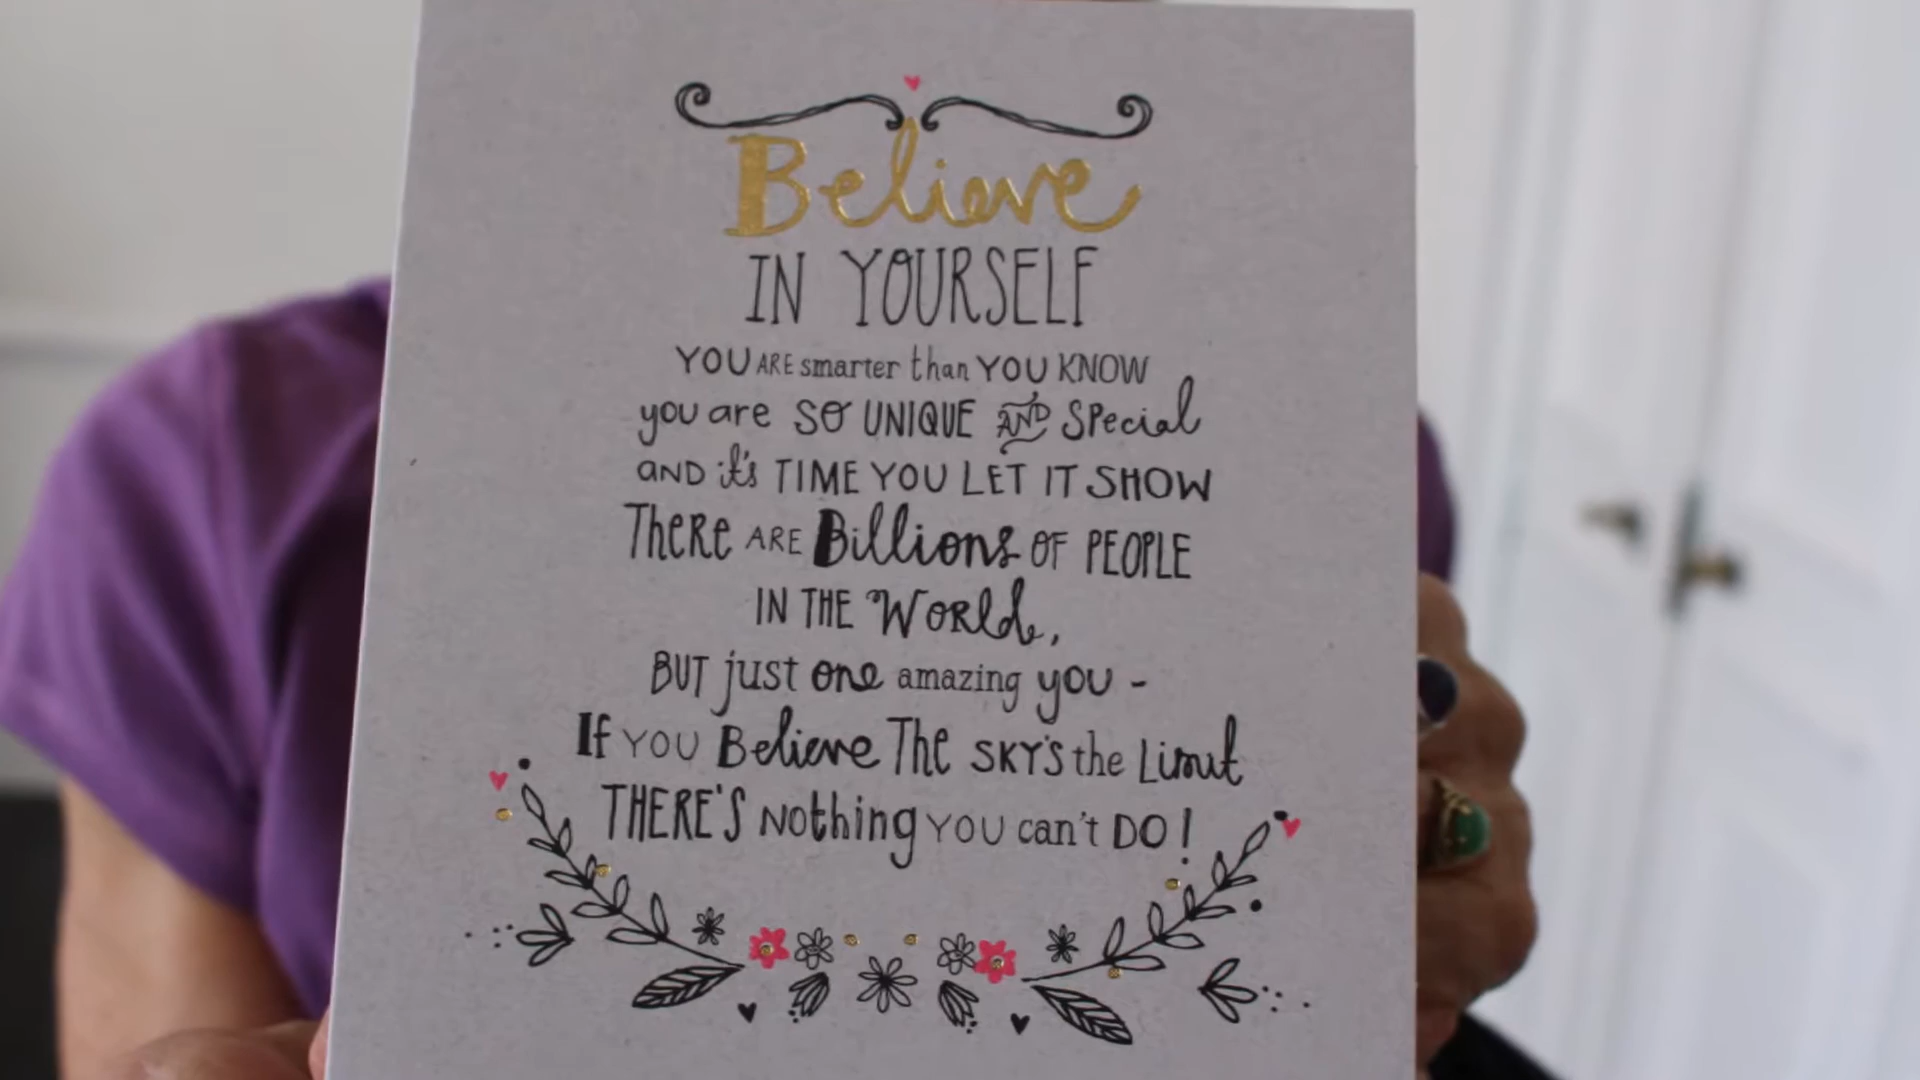 Believe
IN YOURSELF
YOU ARE smarter than YOU KNOW
you are SO UNIQUE AND SPecial
AND it's TIME YOU LET IT SHOW
THeRe ARE Billions OF PEOPLE
IN THE WoRld,
BUT just one amazing you -
If YOU Believe The SKY'S the Limit
THERE'S Nothing YOU can't DO!